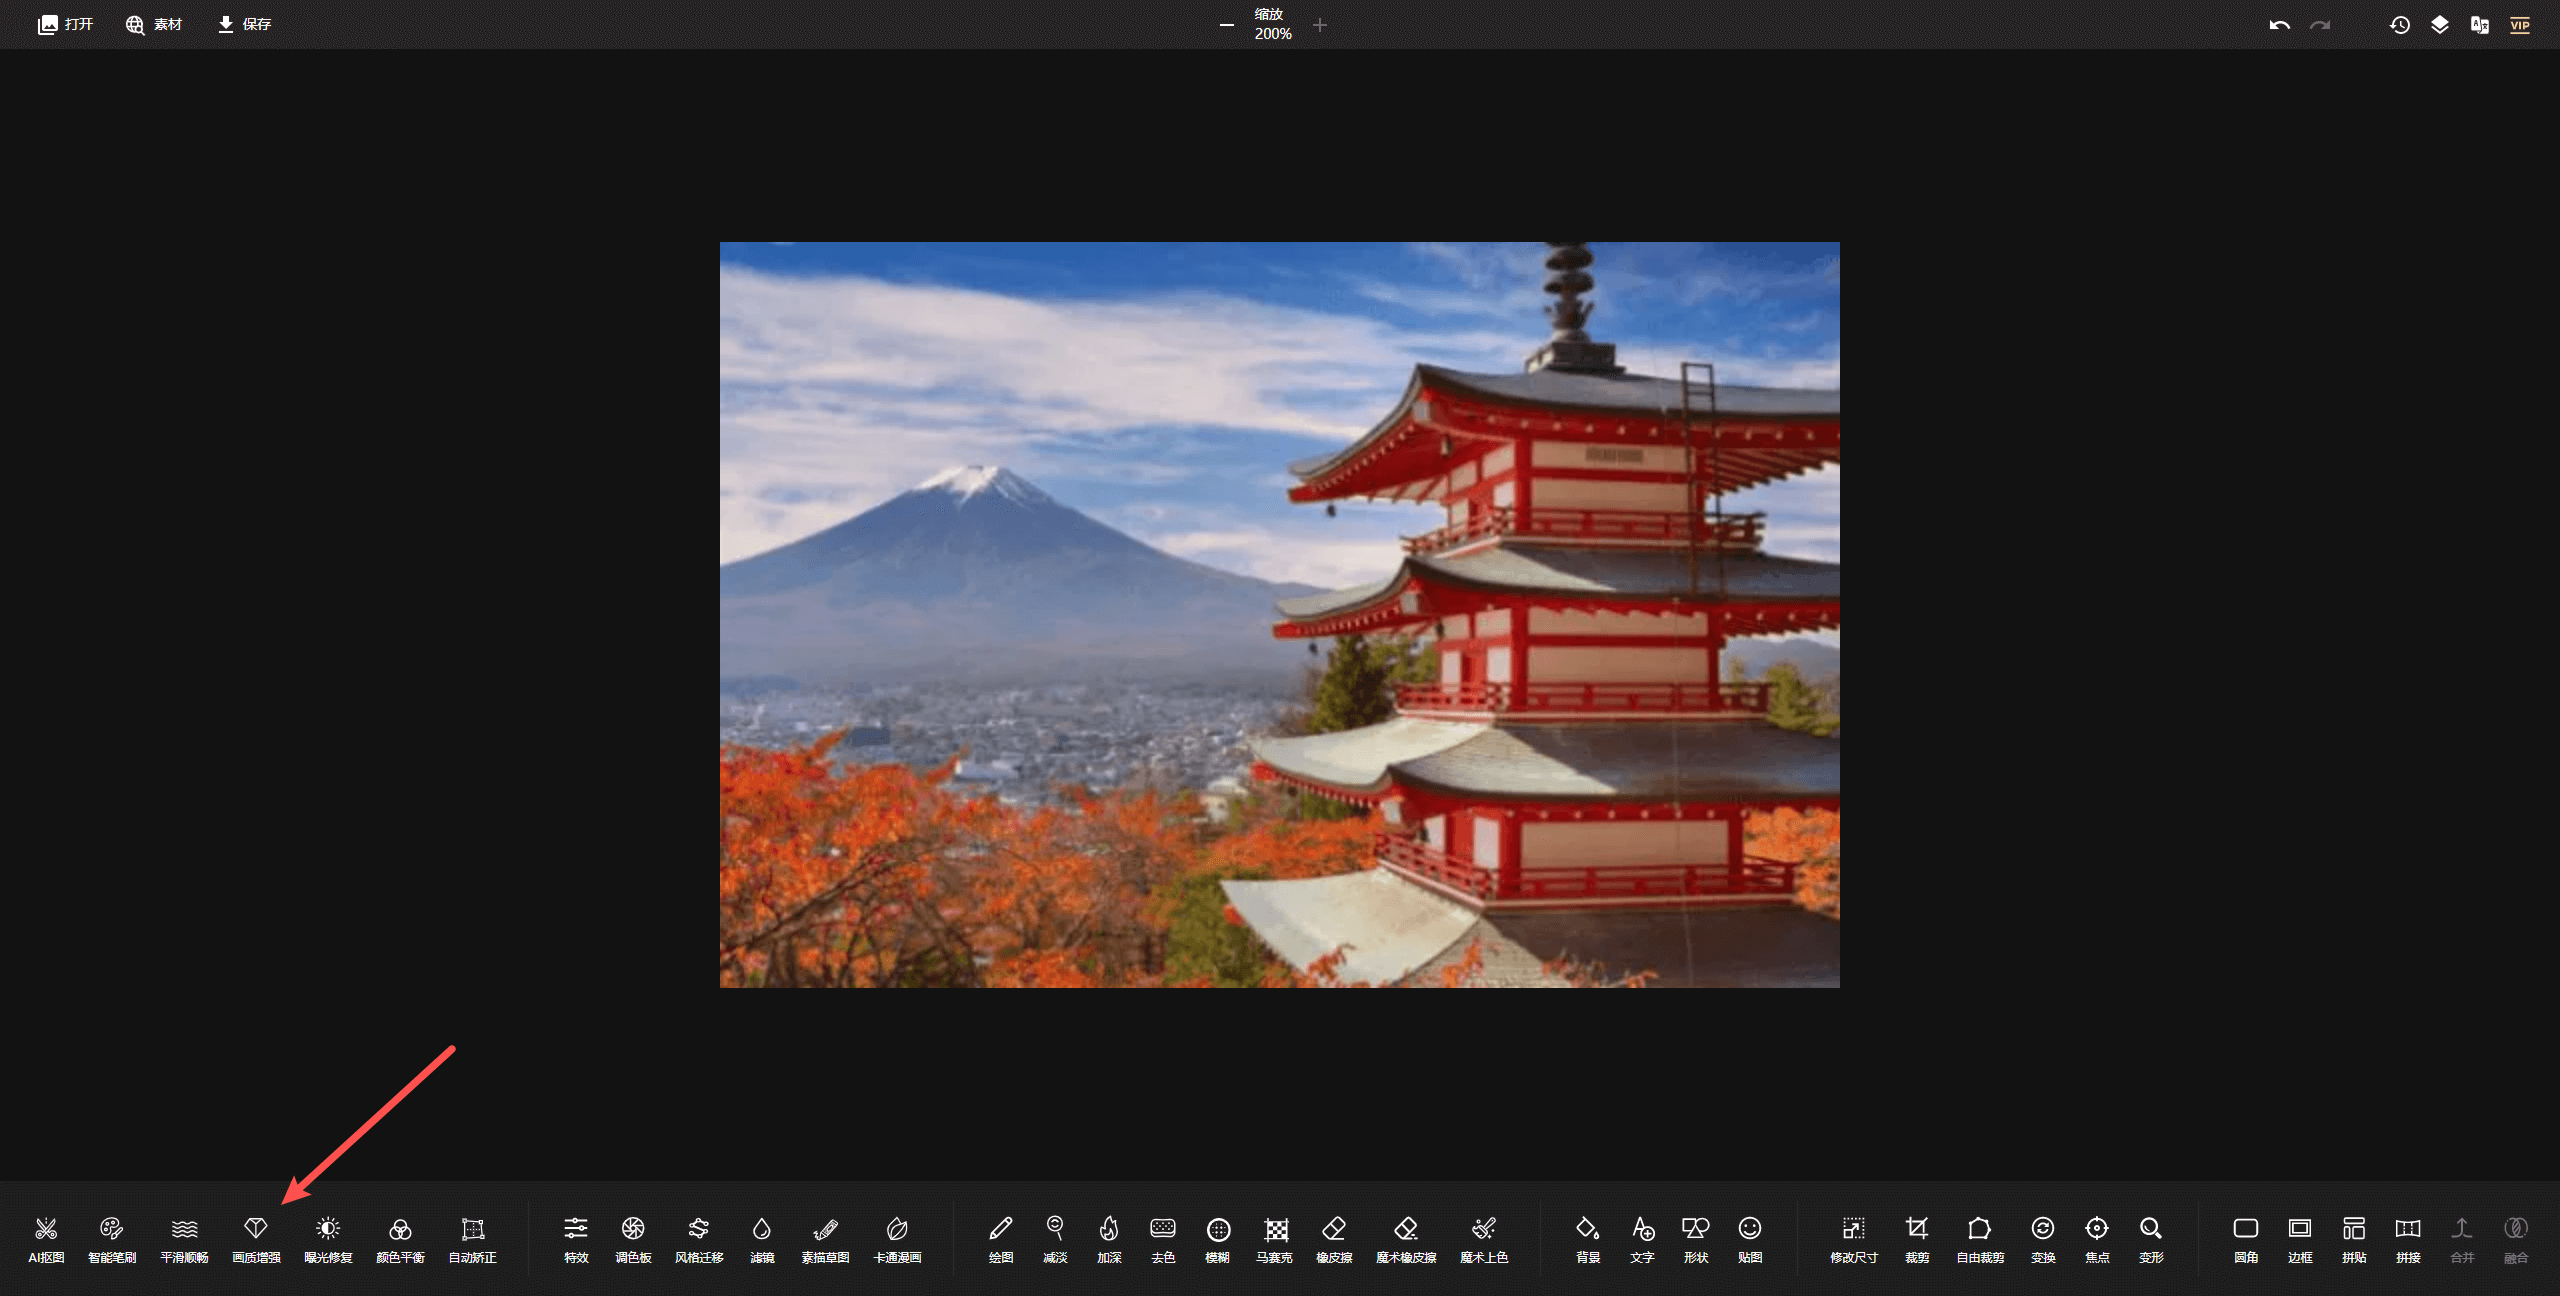 打开
素材
保存
缩放
200%
VIP
AI抠图
智能笔刷
平滑顺畅
画质增强
曝光修复
颜色平衡
自动矫正
特效
调色板
风格迁移
滤镜
素描草图
卡通漫画
绘图
减淡
加深
去色
模糊
马赛克
橡皮擦
魔术橡皮擦
魔术上色
背景
文字
形状
贴图
修改尺寸
裁剪
自由裁剪
变换
焦点
变形
圆角
边框
拼贴
拼接
合并
融合